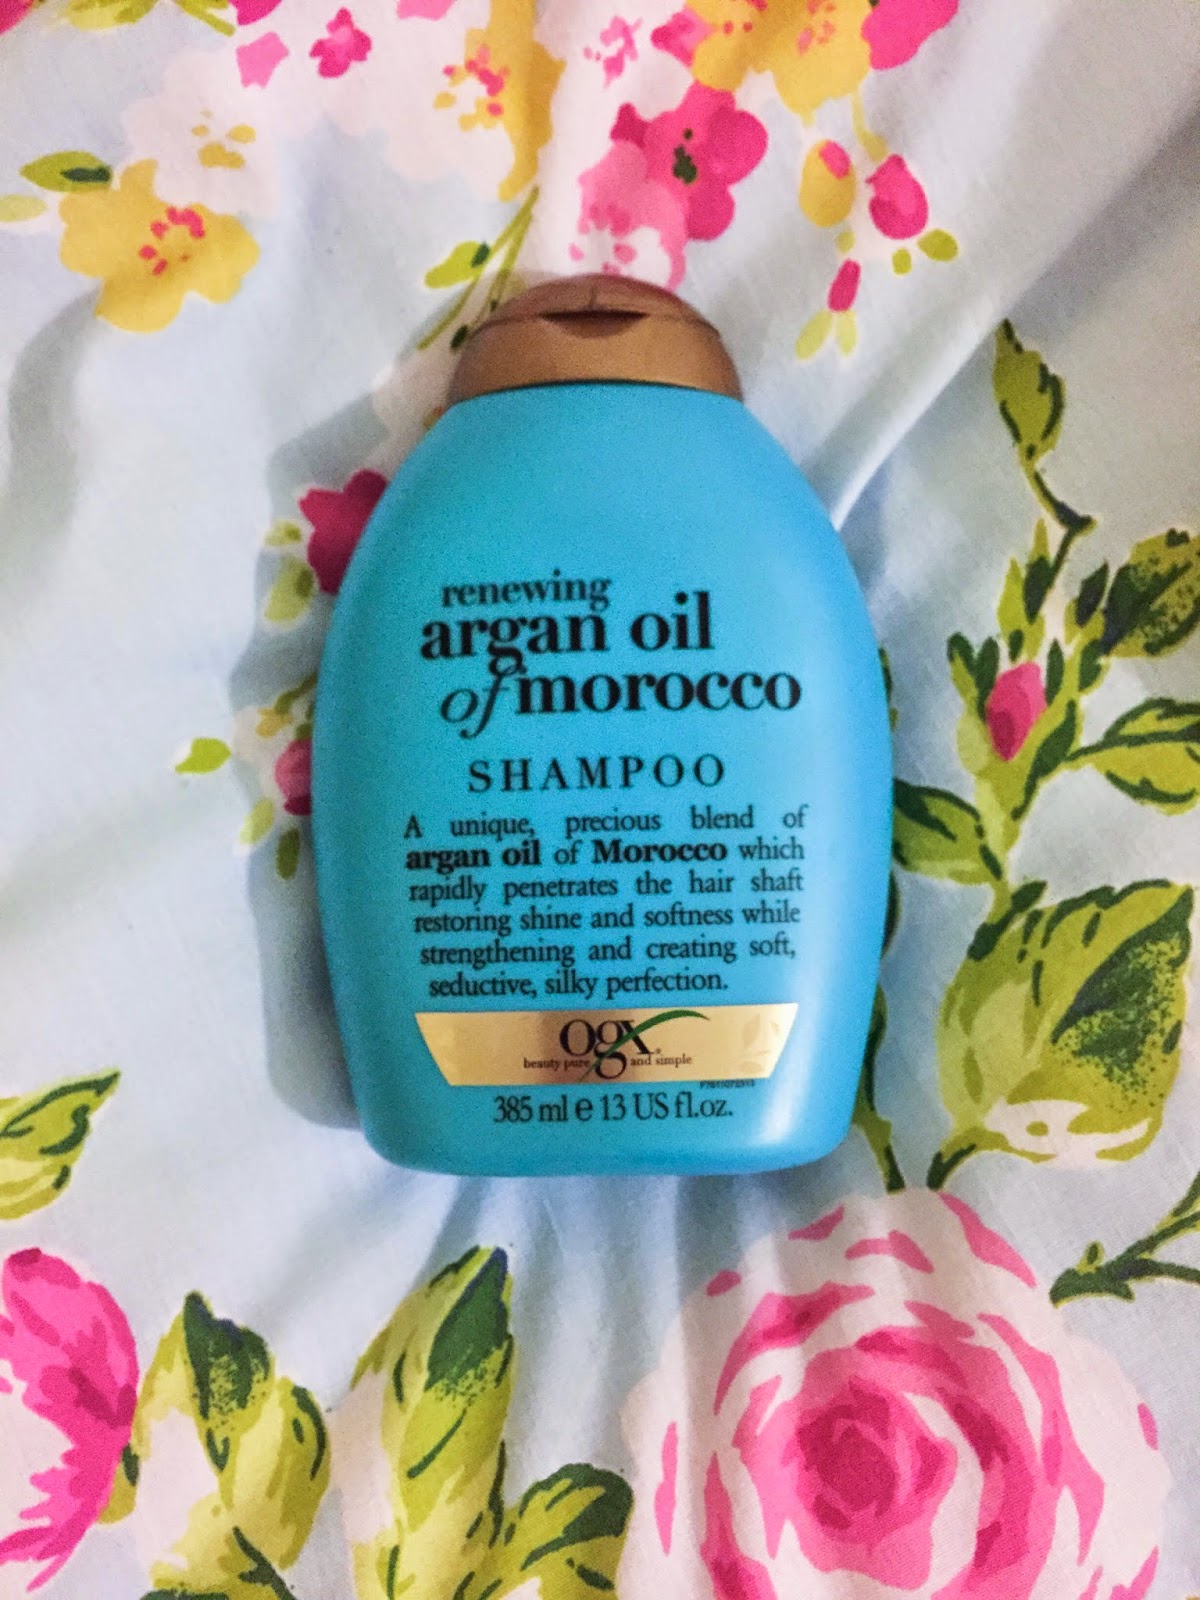 renewing
argan oil
of morocco
SHAMPOO
A unique, precious blend of
argan oil of Morocco which
rapidly penetrates the hair shaft
restoring shine and softness while
strengthening and creating soft,
seductive, silky perfection.
ogx
beauty pure and simple
385 ml e 13 US fl.oz.